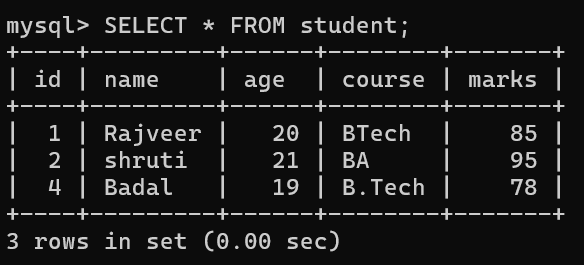 mysql> SELECT * FROM student;
+----+---------+-----+--------+-------+
| id | name    | age | course | marks |
+----+---------+-----+--------+-------+
|  1 | Rajveer |  20 | BTech  |    85 |
|  2 | shruti  |  21 | BA     |    95 |
|  4 | Badal   |  19 | B.Tech |    78 |
+----+---------+-----+--------+-------+
3 rows in set (0.00 sec)